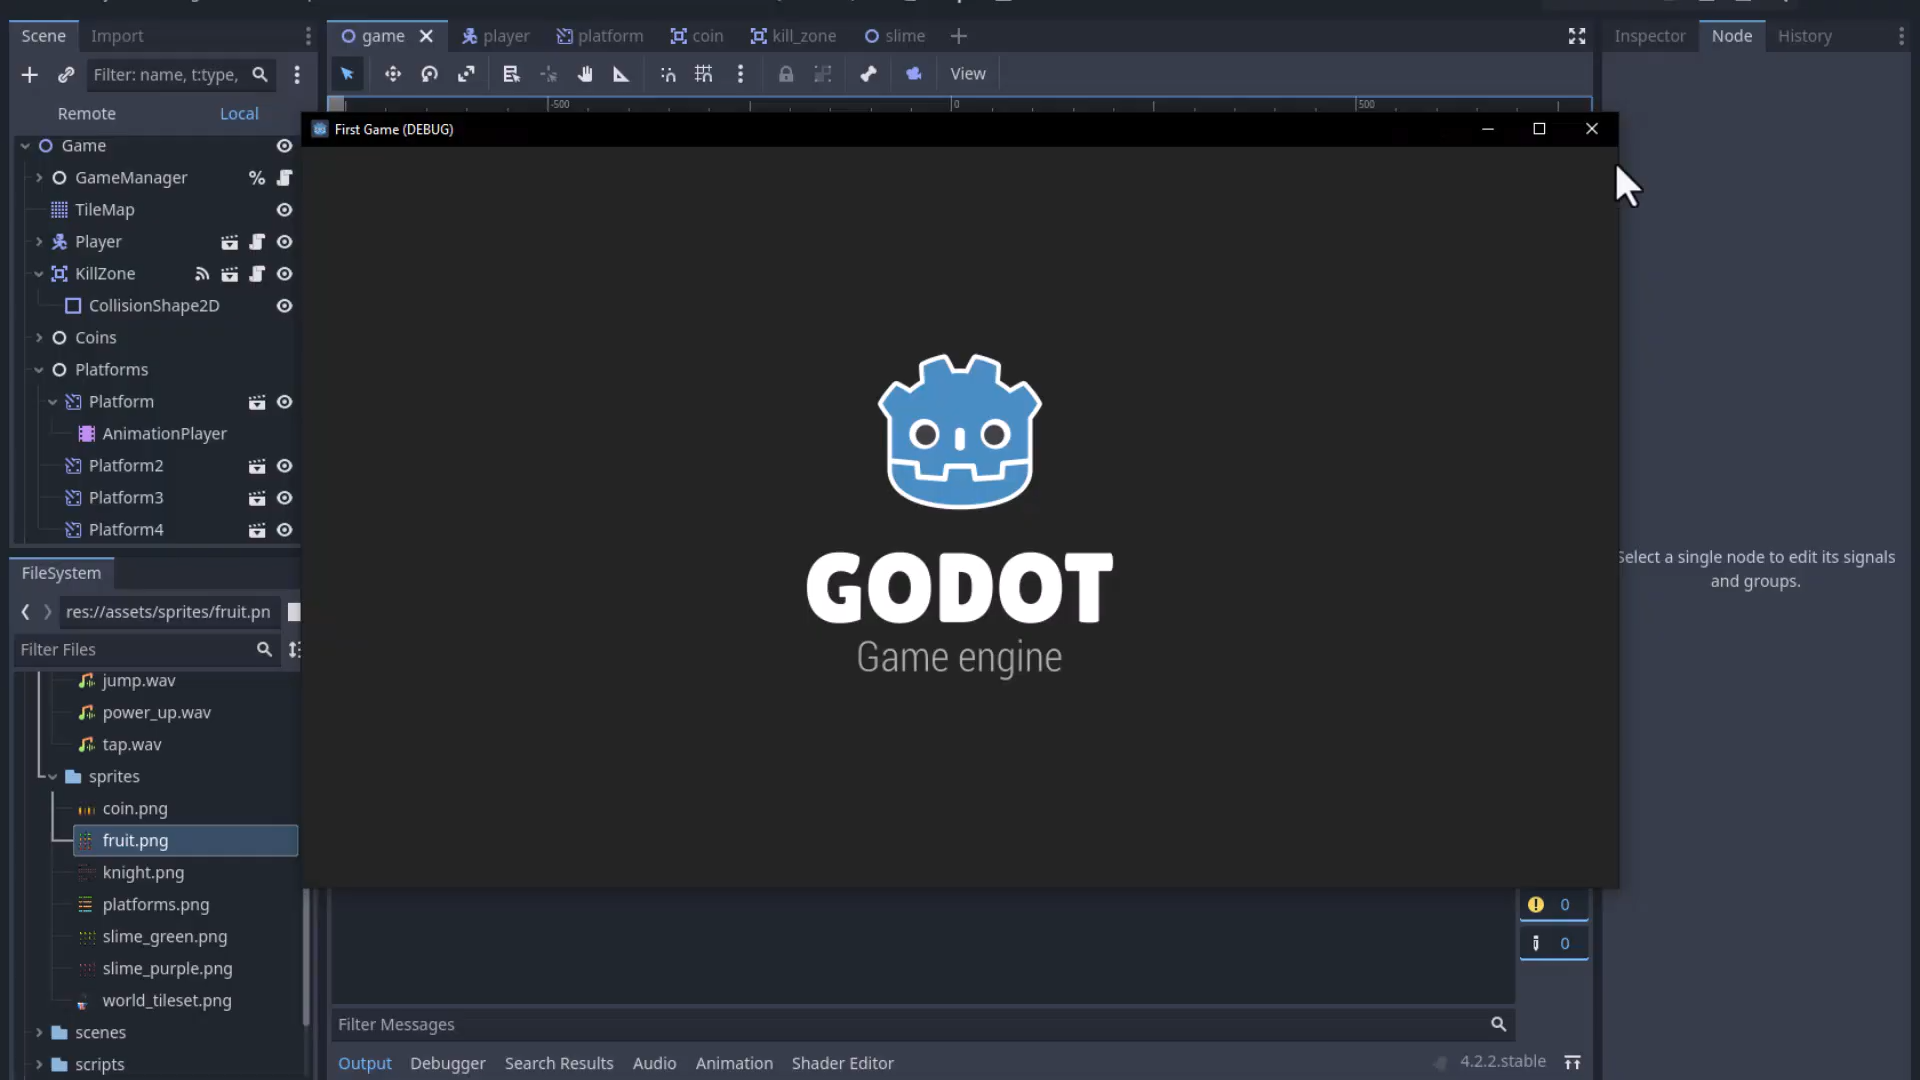 Scene
Import
game
player
platform
coin
kill_zone
slime
Inspector
Node
History
Filter: name, t:type,
View
Remote
Local
-500
0
500
First Game (DEBUG)
Game
GameManager
TileMap
Player
KillZone
CollisionShape2D
Coins
Platforms
Platform
AnimationPlayer
Platform2
Platform3
Platform4
GODOT
Game engine
Select a single node to edit its signals
and groups.
FileSystem
res://assets/sprites/fruit.pn
Filter Files
jump.wav
power_up.wav
tap.wav
sprites
coin.png
fruit.png
knight.png
platforms.png
slime_green.png
slime_purple.png
world_tileset.png
scenes
scripts
0
0
Filter Messages
Output
Debugger
Search Results
Audio
Animation
Shader Editor
4.2.2.stable